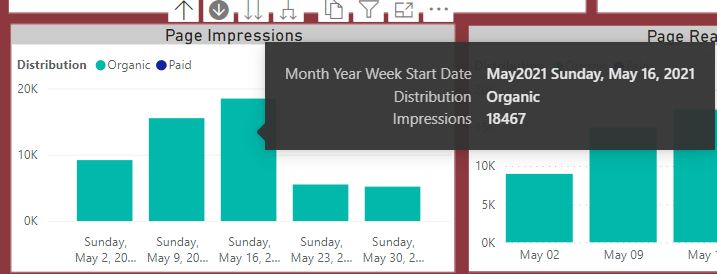 Page Impressions
Distribution Organic Paid
20K
10K
0K
Sunday, May 2, 20...
Sunday, May 9, 20...
Sunday, May 16, 2...
Sunday, May 23, 2...
Sunday, May 30, 2...
Month Year Week Start Date May2021 Sunday, May 16, 2021
Distribution Organic
Impressions 18467
Page Rea
10K
5K
0K
May 02
May 09
May 1